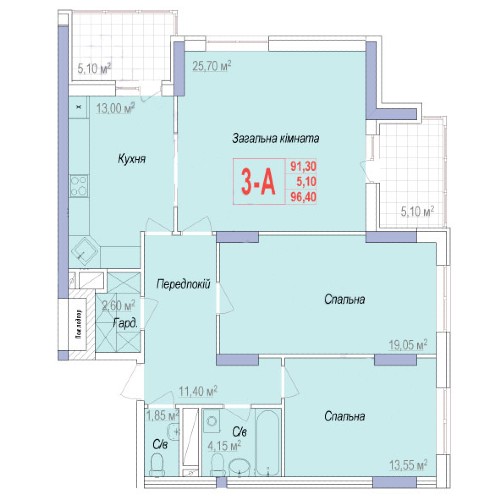 5,10 м²
25,70 м²
13,00 м²
Загальна кімната
Кухня
3-А
91,30
5,10
96,40
5,10 м²
Передпокій
2,60 м²
Гард.
Спальна
19,05 м²
11,40 м²
1,85 м²
С/в
С/в
4,15 м²
Спальна
13,55 м²